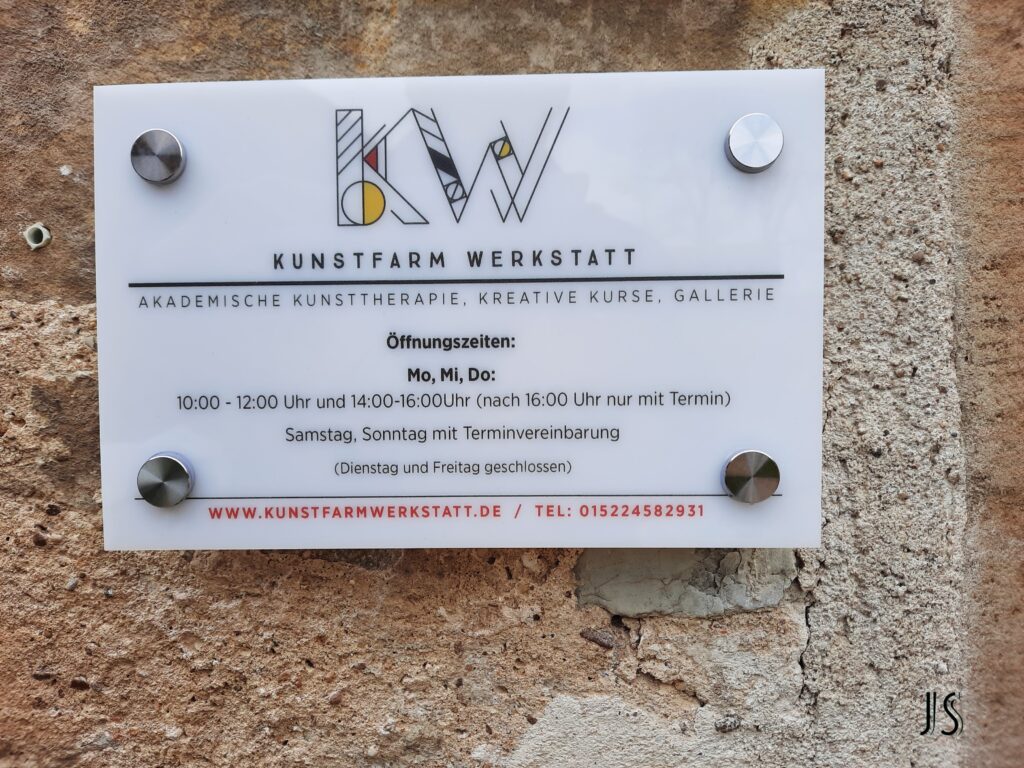 KW
KUNSTFARM WERKSTATT
AKADEMISCHE KUNSTTHERAPIE, KREATIVE KURSE, GALLERIE
Öffnungszeiten:
Mo, Mi, Do:
10:00 - 12:00 Uhr und 14:00-16:00Uhr (nach 16:00 Uhr nur mit Termin)
Samstag, Sonntag mit Terminvereinbarung
(Dienstag und Freitag geschlossen)
WWW.KUNSTFARMWERKSTATT.DE / TEL: 015224582931
JS